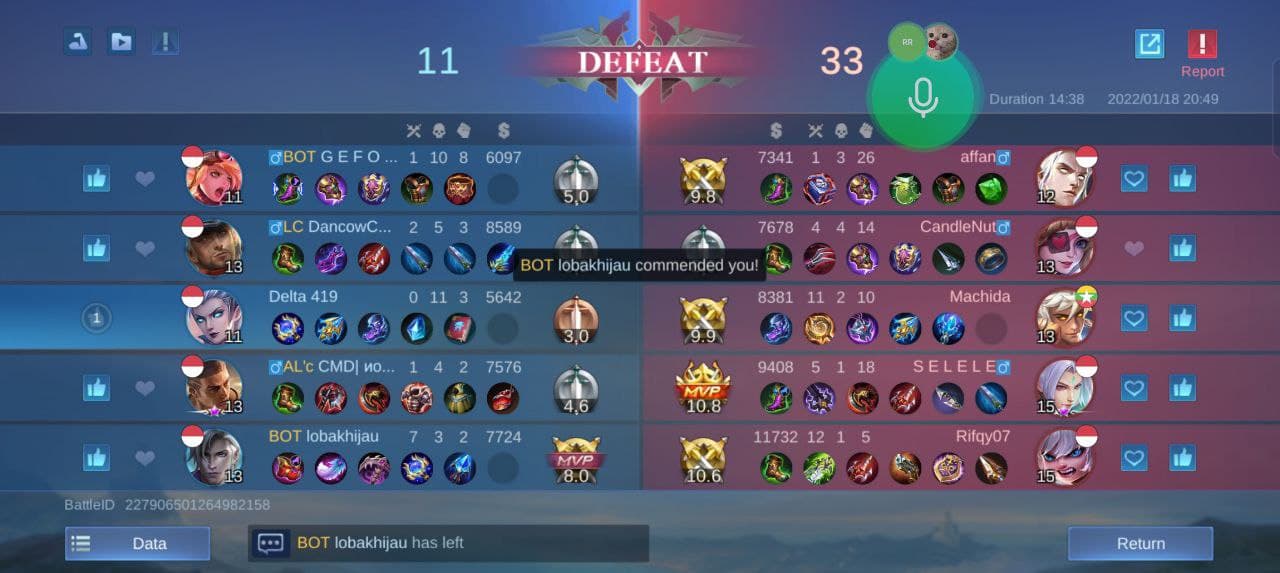 11 DEFEAT 33
RR
Report
Duration 14:38 2022/01/18 20:49
11 BOT G E F O ... 1 10 8 6097 5,0
9.8 7341 1 3 26 affan 12
13 LC DancowC... 2 5 3 8589
7678 4 4 14 CandleNut 13
BOT lobakhijau commended you!
1 11 Delta 419 0 11 3 5642 3,0
9.9 8381 11 2 10 Machida 13
13 AL'c CMD| ио... 1 4 2 7576 4,6
MVP 10.8 9408 5 1 18 S E L E L E 15
13 BOT lobakhijau 7 3 2 7724 MVP 8.0
10.6 11732 12 1 5 Rifqy07 15
BattleID 227906501264982158
Data
BOT lobakhijau has left
Return